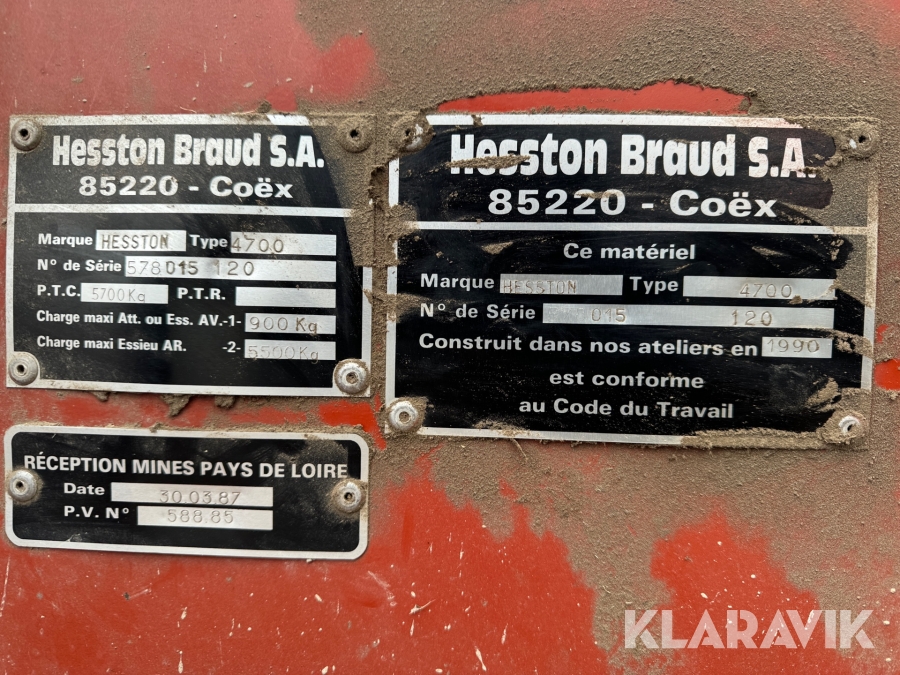 Hesston Braud S.A.
85220 - Coëx
Marque HESSTON Type 4700
N° de Série 578015 120
P.T.C. 5700Kg P.T.R.
Charge maxi Att. ou Ess. AV.-1- 900 Kg
Charge maxi Essieu AR. -2- 5500Kg
Hesston Braud S.A.
85220 - Coëx
Ce matériel
Marque HESSTON Type 4700
N° de Série 015 120
Construit dans nos ateliers en 1990
est conforme
au Code du Travail
RÉCEPTION MINES PAYS DE LOIRE
Date 30.03.87
P.V. N° 588.85
KLARAVIK